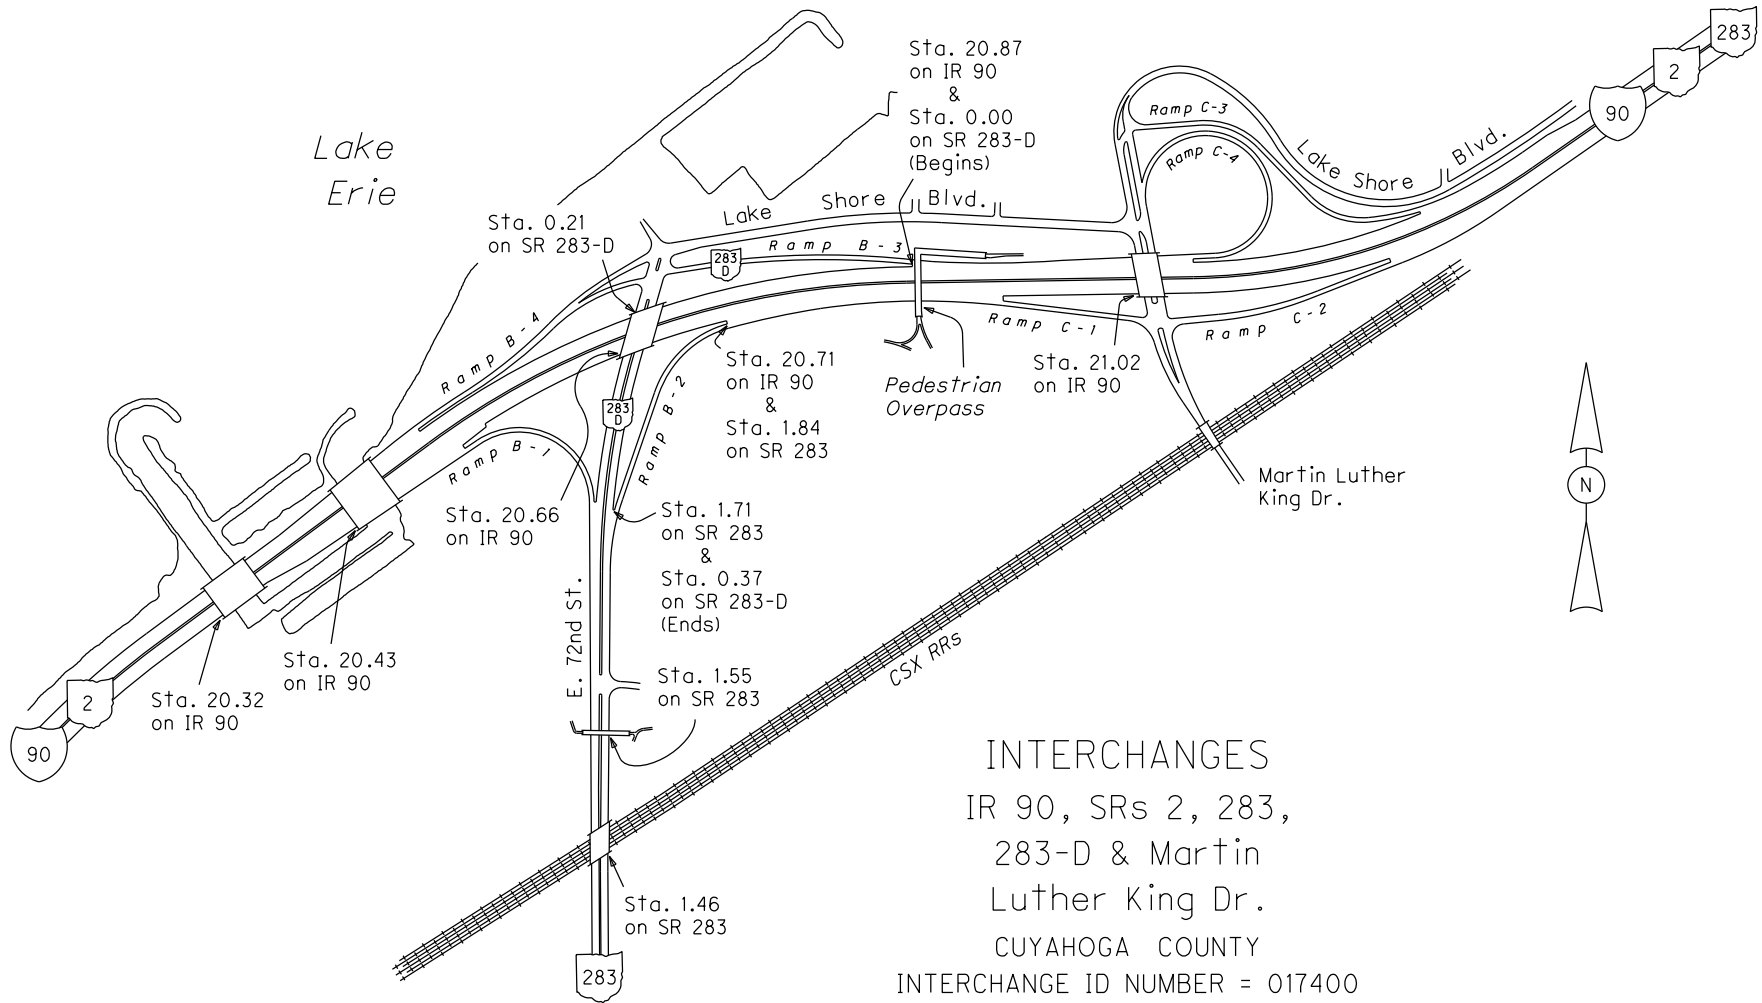 283
2
90
Sta. 20.87
on IR 90
&
Sta. 0.00
on SR 283-D
(Begins)
Ramp C-3
Ramp C-4
Lake Shore Blvd.
Lake
Erie
Lake Shore Blvd.
Sta. 0.21
on SR 283-D
283
D
Ramp B-3
Ramp B-4
Ramp C-1
Ramp C-2
Sta. 20.71
on IR 90
&
Sta. 1.84
on SR 283
Pedestrian
Overpass
Sta. 21.02
on IR 90
283
D
Ramp B-2
Ramp B-1
Martin Luther
King Dr.
N
Sta. 20.66
on IR 90
Sta. 1.71
on SR 283
&
Sta. 0.37
on SR 283-D
(Ends)
E. 72nd St.
CSX RRs
Sta. 20.43
on IR 90
Sta. 20.32
on IR 90
Sta. 1.55
on SR 283
2
90
Sta. 1.46
on SR 283
283
INTERCHANGES
IR 90, SRs 2, 283,
283-D & Martin
Luther King Dr.
CUYAHOGA COUNTY
INTERCHANGE ID NUMBER = 017400